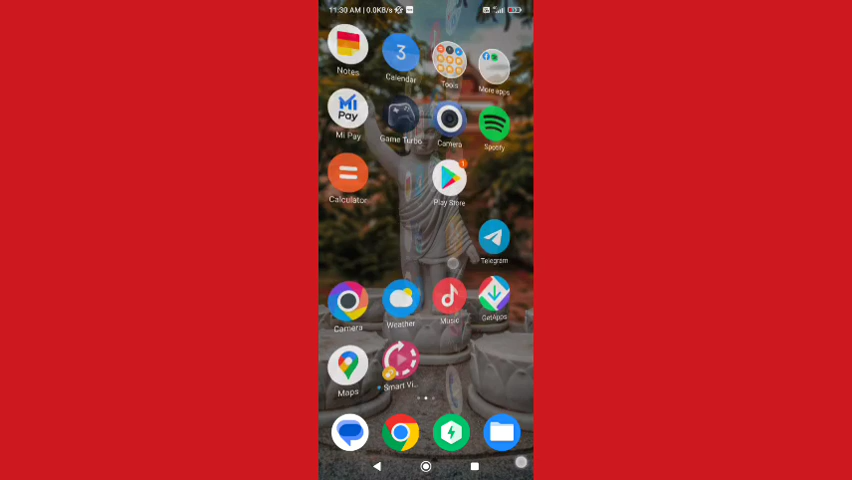 11:30 AM | 0.0KB/s
3
Notes
Calendar
Tools
More apps
Mi Pay
Mi Pay
Game Turbo
Camera
Spotify
Calculator
1
Play Store
Telegram
Camera
Weather
Music
GetApps
Maps
Smart Vi...